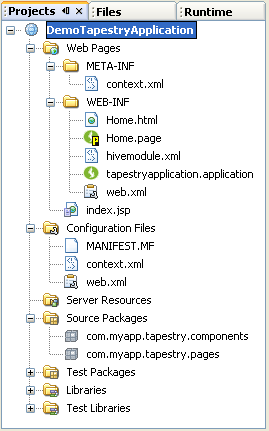 Projects Files Runtime
DemoTapestryApplication
Web Pages
META-INF
context.xml
WEB-INF
Home.html
Home.page
hivemodule.xml
tapestryapplication.application
web.xml
index.jsp
Configuration Files
MANIFEST.MF
context.xml
web.xml
Server Resources
Source Packages
com.myapp.tapestry.components
com.myapp.tapestry.pages
Test Packages
Libraries
Test Libraries